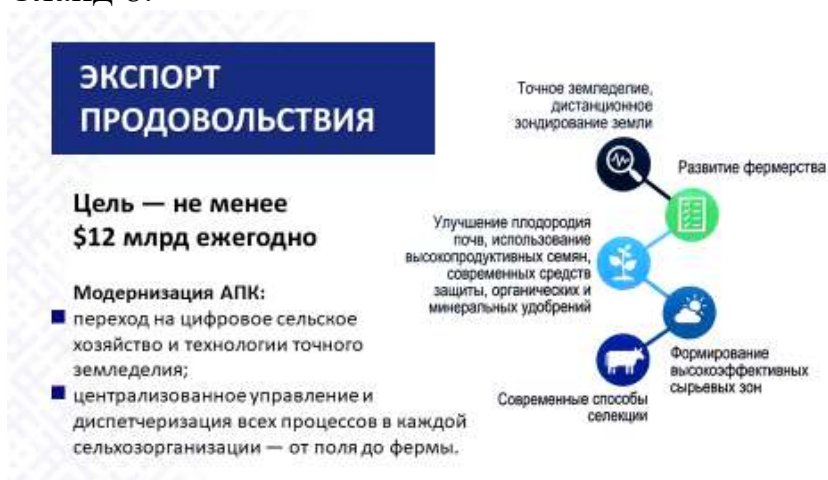 Слайд 6.
ЭКСПОРТ
ПРОДОВОЛЬСТВИЯ
Цель — не менее
$12 млрд ежегодно
Модернизация АПК:
переход на цифровое сельское
хозяйство и технологии точного
земледелия;
централизованное управление и
диспетчеризация всех процессов в каждой
сельхозорганизации — от поля до фермы.
Точное земледелие,
дистанционное
зондирование земли
Развитие фермерства
Улучшение плодородия
почв, использование
высокопродуктивных семян,
современных средств
защиты, органических и
минеральных удобрений
Формирование
высокоэффективных
сырьевых зон
Современные способы
селекции